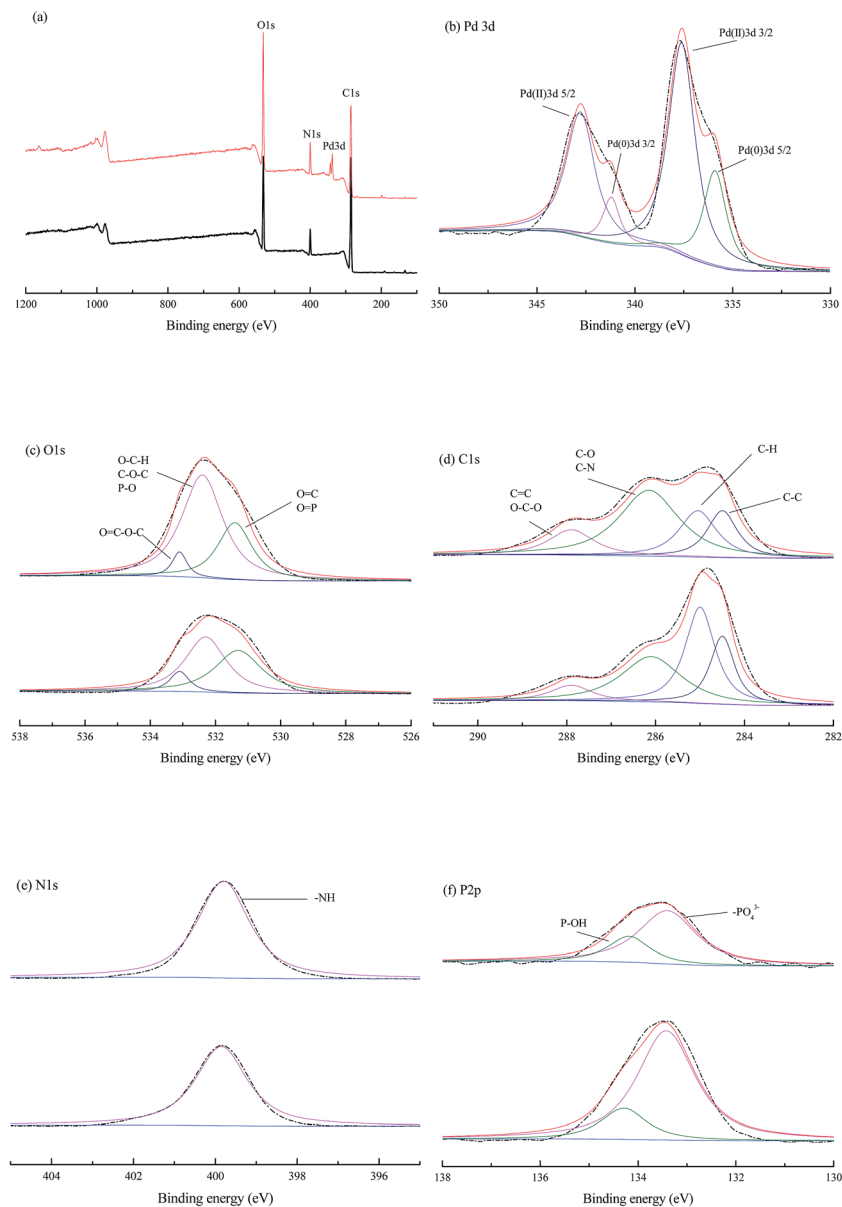 (a)
O1s
C1s
N1s
Pd3d
1200 1000 800 600 400 200
Binding energy (eV)
(b) Pd 3d
Pd(II)3d 3/2
Pd(II)3d 5/2
Pd(0)3d 3/2
Pd(0)3d 5/2
350 345 340 335 330
Binding energy (eV)
(c) O1s
O-C-H
C-O-C
P-O
O=C
O=P
O=C-O-C
538 536 534 532 530 528 526
Binding energy (eV)
(d) C1s
C-O
C-N
C-H
C=C
O-C-O
C-C
290 288 286 284 282
Binding energy (eV)
(e) N1s
-NH
404 402 400 398 396
Binding energy (eV)
(f) P2p
P-OH
-PO₄³⁻
138 136 134 132 130
Binding energy (eV)